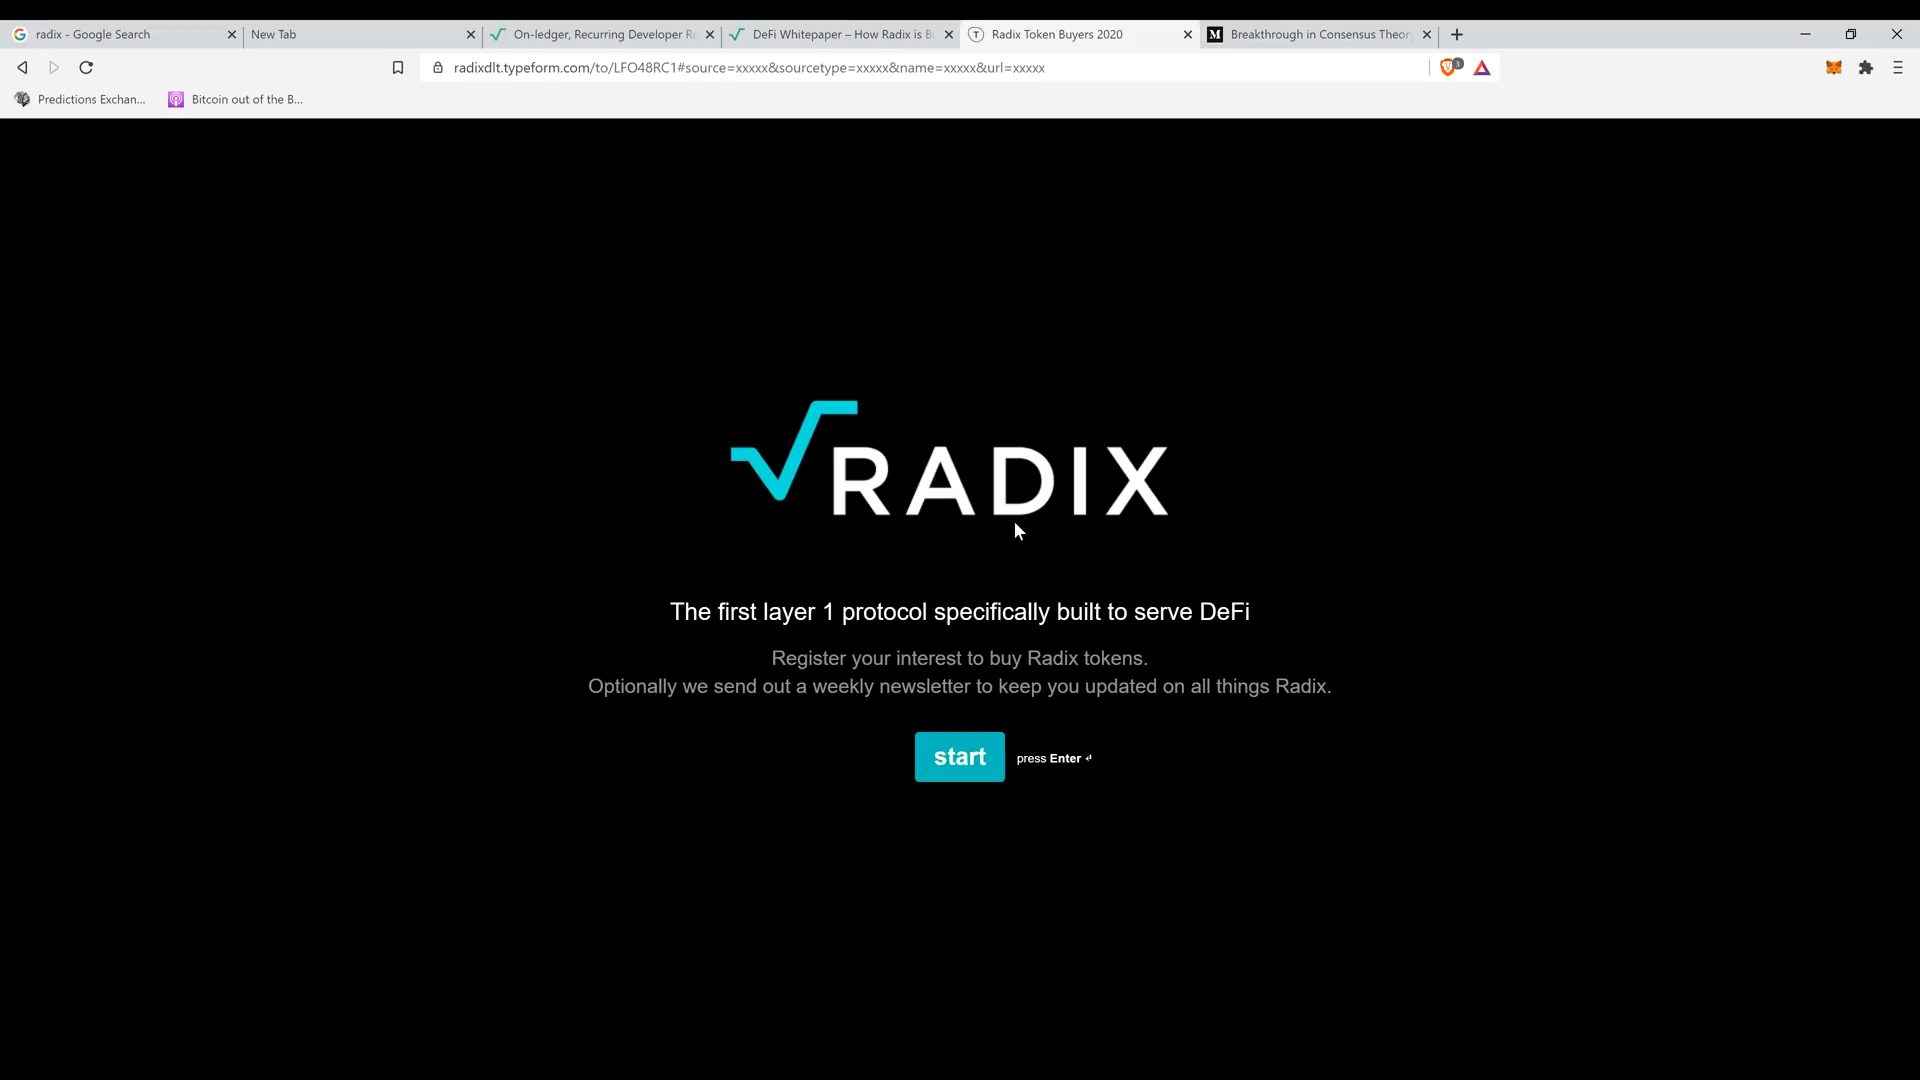 radix - Google Search
New Tab
On-ledger, Recurring Developer R
DeFi Whitepaper – How Radix is B
Radix Token Buyers 2020
M
Breakthrough in Consensus Theor
radixdlt.typeform.com/to/LFO48RC1#source=xxxxx&sourcetype=xxxxx&name=xxxxx&url=xxxxx
3
Predictions Exchan...
Bitcoin out of the B...
RADIX
The first layer 1 protocol specifically built to serve DeFi
Register your interest to buy Radix tokens.
Optionally we send out a weekly newsletter to keep you updated on all things Radix.
start
press Enter ↵